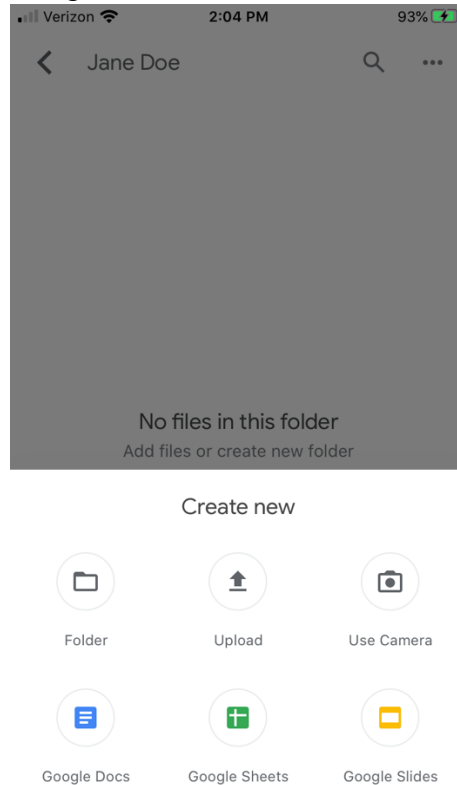 Verizon 2:04 PM 93%
Jane Doe
No files in this folder
Add files or create new folder
Create new
Folder Upload Use Camera
Google Docs Google Sheets Google Slides